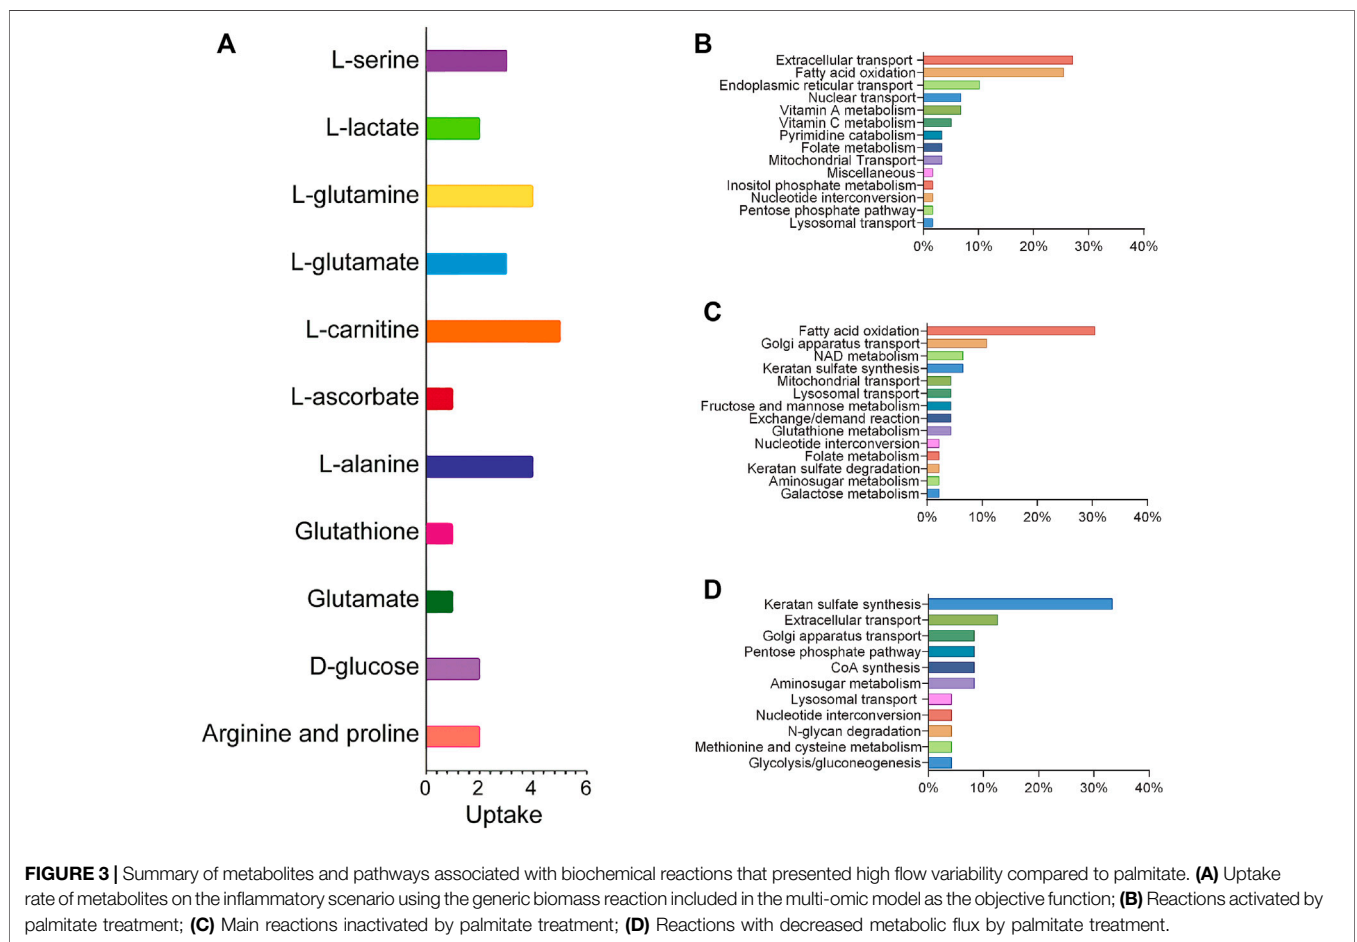 A
L-serine
L-lactate
L-glutamine
L-glutamate
L-carnitine
L-ascorbate
L-alanine
Glutathione
Glutamate
D-glucose
Arginine and proline
0 2 4 6
Uptake
B
Extracellular transport
Fatty acid oxidation
Endoplasmic reticular transport
Nuclear transport
Vitamin A metabolism
Vitamin C metabolism
Pyrimidine catabolism
Folate metabolism
Mitochondrial Transport
Miscellaneous
Inositol phosphate metabolism
Nucleotide interconversion
Pentose phosphate pathway
Lysosomal transport
0% 10% 20% 30% 40%
C
Fatty acid oxidation
Golgi apparatus transport
NAD metabolism
Keratan sulfate synthesis
Mitochondrial transport
Lysosomal transport
Fructose and mannose metabolism
Exchange/demand reaction
Glutathione metabolism
Nucleotide interconversion
Folate metabolism
Keratan sulfate degradation
Aminosugar metabolism
Galactose metabolism
0% 10% 20% 30% 40%
D
Keratan sulfate synthesis
Extracellular transport
Golgi apparatus transport
Pentose phosphate pathway
CoA synthesis
Aminosugar metabolism
Lysosomal transport
Nucleotide interconversion
N-glycan degradation
Methionine and cysteine metabolism
Glycolysis/gluconeogenesis
0% 10% 20% 30% 40%
FIGURE 3 | Summary of metabolites and pathways associated with biochemical reactions that presented high flow variability compared to palmitate. (A) Uptake
rate of metabolites on the inflammatory scenario using the generic biomass reaction included in the multi-omic model as the objective function; (B) Reactions activated by
palmitate treatment; (C) Main reactions inactivated by palmitate treatment; (D) Reactions with decreased metabolic flux by palmitate treatment.